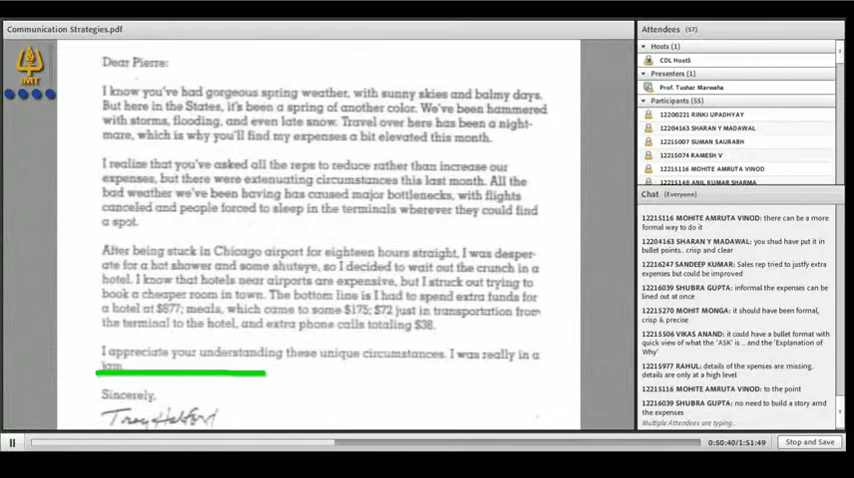 Communication Strategies.pdf
IMT
Dear Pierre:
I know you've had gorgeous spring weather, with sunny skies and balmy days.
But here in the States, it's been a spring of another color. We've been hammered
with storms, flooding, and even late snow. Travel over here has been a night-
mare, which is why you'll find my expenses a bit elevated this month.
I realize that you've asked all the reps to reduce rather than increase our
expenses, but there were extenuating circumstances this last month. All the
bad weather we've been having has caused major bottlenecks, with flights
canceled and people forced to sleep in the terminals wherever they could find
a spot.
After being stuck in Chicago airport for eighteen hours straight, I was desper-
ate for a hot shower and some shuteye, so I decided to wait out the crunch in a
hotel. I know that hotels near airports are expensive, but I struck out trying to
book a cheaper room in town. The bottom line is I had to spend extra funds for
a hotel at $877; meals, which came to some $175; $72 just in transportation from
the terminal to the hotel, and extra phone calls totaling $38.
I appreciate your understanding these unique circumstances. I was really in a
jam.
Sincerely,
Troy Halford
Attendees (57)
Hosts (1)
CDL Host5
Presenters (1)
Prof. Tushar Marwaha
Participants (55)
12200221 RINKI UPADHYAY
12204163 SHARAN Y MADAWAL
12215007 SUMAN SAURABH
12215074 RAMESH V
12215116 MOHITE AMRUTA VINOD
12215148 ANIL KUMAR SHARMA
Chat (Everyone)
12215116 MOHITE AMRUTA VINOD: there can be a more
formal way to do it
12204163 SHARAN Y MADAWAL: you shud have put it in
bullet points.. crisp and clear
12216247 SANDEEP KUMAR: Sales rep tried to justfy extra
expenses but could be improved
12216039 SHUBRA GUPTA: informal the expenses can be
lined out at once
12215270 MOHIT MONGA: it should have been formal,
crisp & precise
12215506 VIKAS ANAND: it could have a bullet format with
quick view of what the 'ASK' is .. and the 'Explanation of
Why'
12215977 RAHUL: details of the xpenses are missing.
details are only at a high level
12215116 MOHITE AMRUTA VINOD: to the point
12216039 SHUBRA GUPTA: no need to build a story amd
the expenses
Multiple Attendees are typing...
0:50:40/1:51:49
Stop and Save